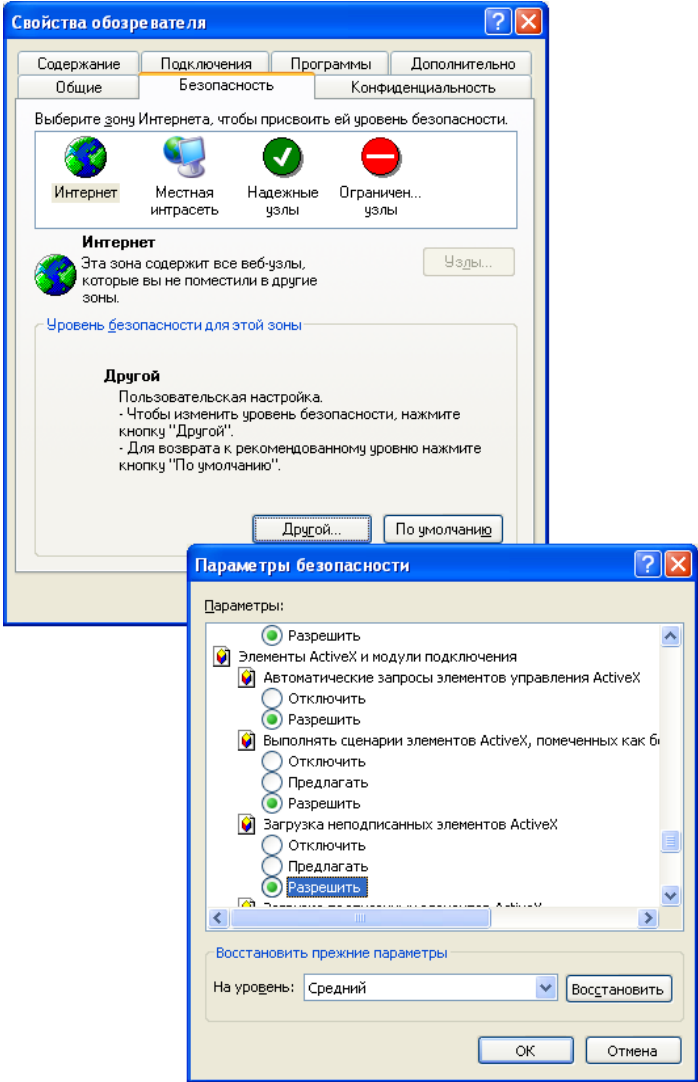 Свойства обозревателя
Содержание Подключения Программы Дополнительно
Общие Безопасность Конфиденциальность
Выберите зону Интернета, чтобы присвоить ей уровень безопасности.
Интернет Местная интрасеть Надежные узлы Ограничен... узлы
Интернет
Эта зона содержит все веб-узлы,
которые вы не поместили в другие
зоны.
Узлы...
Уровень безопасности для этой зоны
Другой
Пользовательская настройка.
- Чтобы изменить уровень безопасности, нажмите
кнопку "Другой".
- Для возврата к рекомендованному уровню нажмите
кнопку "По умолчанию".
Другой... По умолчанию
Параметры безопасности
Параметры:
Разрешить
Элементы ActiveX и модули подключения
Автоматические запросы элементов управления ActiveX
Отключить
Разрешить
Выполнять сценарии элементов ActiveX, помеченных как
Отключить
Предлагать
Разрешить
Загрузка неподписанных элементов ActiveX
Отключить
Предлагать
Разрешить
Восстановить прежние параметры
На уровень: Средний Восстановить
ОК Отмена